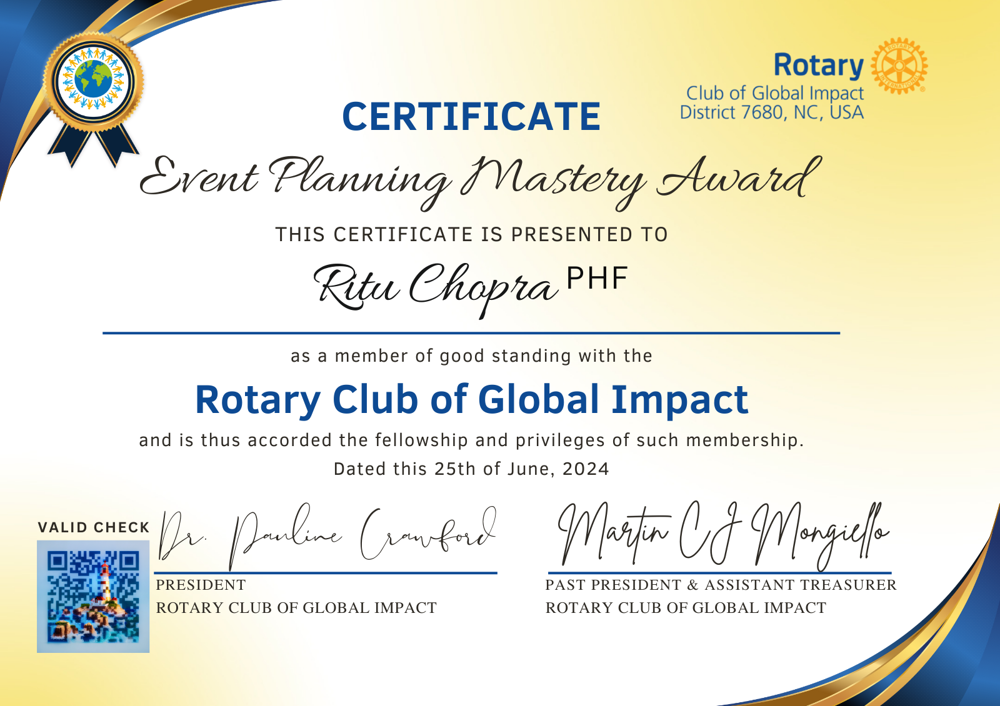 Rotary
Club of Global Impact
District 7680, NC, USA
ROTARY
INTERNATIONAL
®
CERTIFICATE
Event Planning Mastery Award
THIS CERTIFICATE IS PRESENTED TO
Ritu Chopra PHF
as a member of good standing with the
Rotary Club of Global Impact
and is thus accorded the fellowship and privileges of such membership.
Dated this 25th of June, 2024
VALID CHECK
Dr. Pauline Crawford
PRESIDENT
ROTARY CLUB OF GLOBAL IMPACT
Martin CJ Mongiello
PAST PRESIDENT & ASSISTANT TREASURER
ROTARY CLUB OF GLOBAL IMPACT